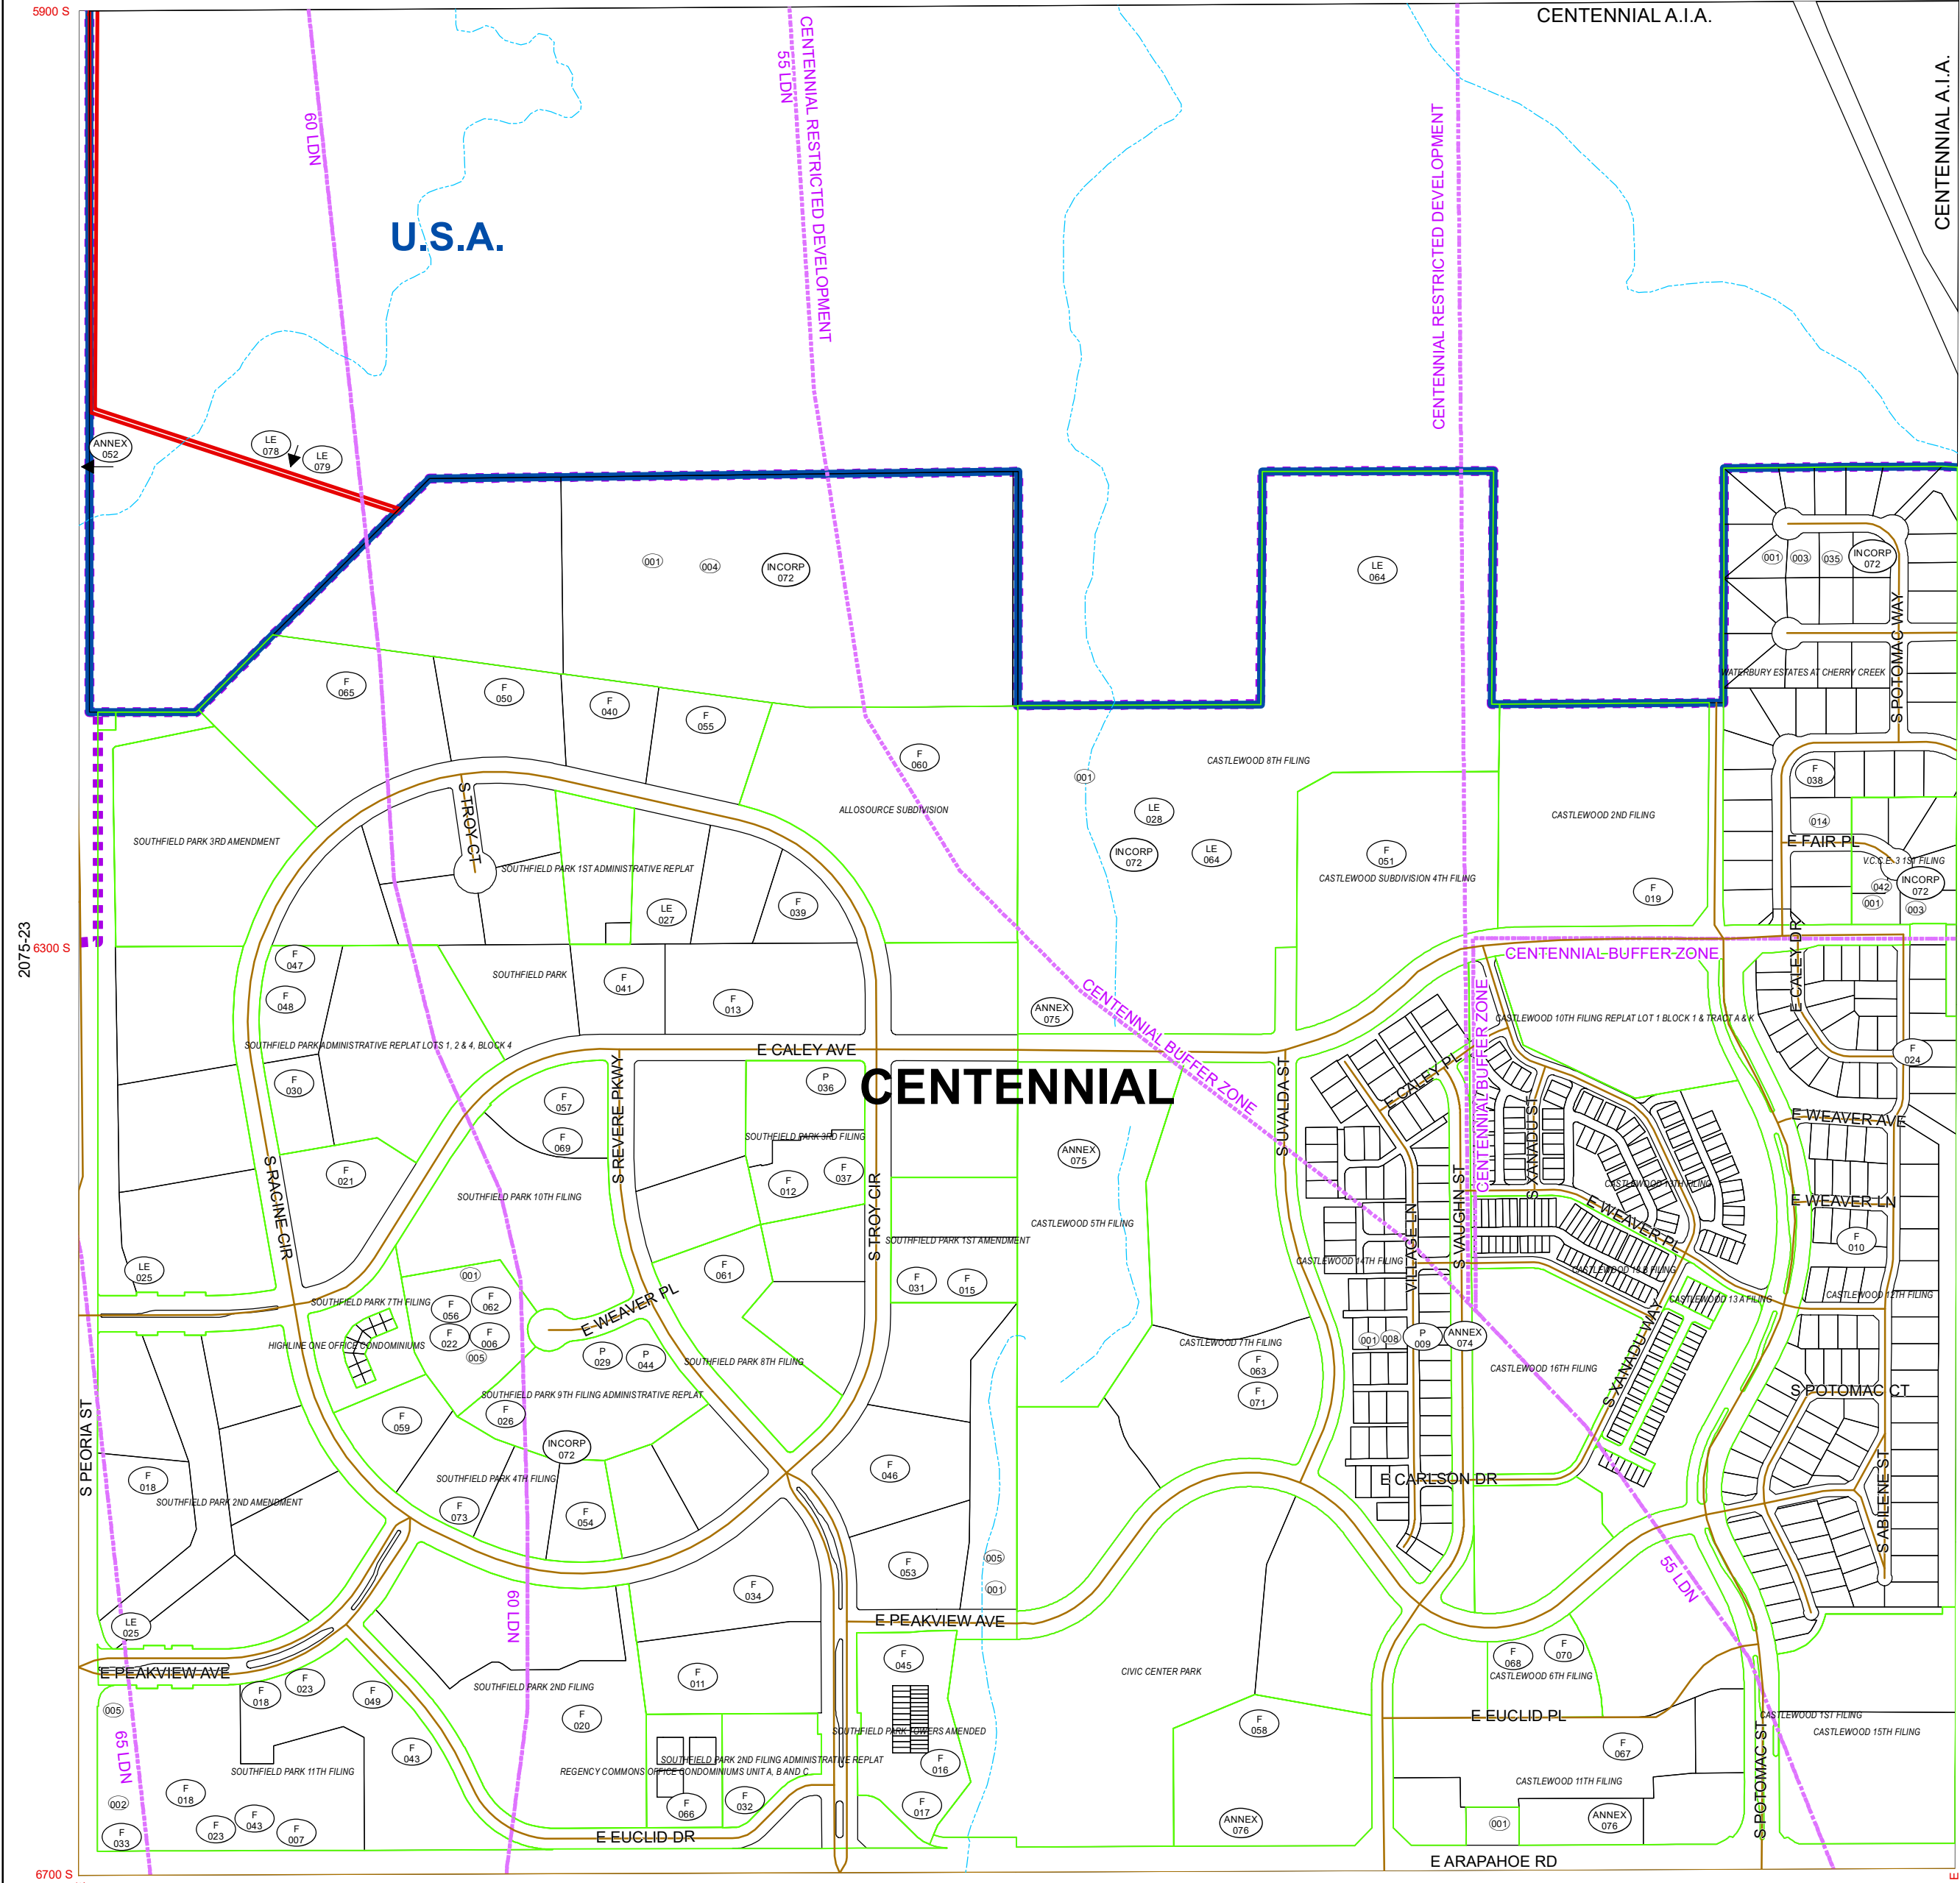 5900 S
CENTENNIAL A.I.A.
CENTENNIAL A.I.A.
60 LDN
55 LDN
CENTENNIAL RESTRICTED DEVELOPMENT
CENTENNIAL RESTRICTED DEVELOPMENT
U.S.A.
ANNEX
052
LE
078
LE
079
001
004
INCORP
072
LE
064
001
003
035
INCORP
072
S POTOMAC WAY
WATERBURY ESTATES AT CHERRY CREEK
F
065
F
050
F
040
F
055
F
060
CASTLEWOOD 8TH FILING
001
F
038
S TROY CT
ALLOSOURCE SUBDIVISION
LE
028
CASTLEWOOD 2ND FILING
014
E FAIR PL
SOUTHFIELD PARK 3RD AMENDMENT
INCORP
072
LE
064
F
051
V.C.C.E. 3 1ST FILING
SOUTHFIELD PARK 1ST ADMINISTRATIVE REPLAT
CASTLEWOOD SUBDIVISION 4TH FILING
F
019
042
INCORP
072
001
003
LE
027
F
039
2075-23
6300 S
F
047
SOUTHFIELD PARK
F
041
F
013
F
048
CENTENNIAL BUFFER ZONE
E CALEY DR
ANNEX
075
CENTENNIAL BUFFER ZONE
CENTENNIAL BUFFER ZONE
CASTLEWOOD 10TH FILING REPLAT LOT 1 BLOCK 1 & TRACT A & K
SOUTHFIELD PARK ADMINISTRATIVE REPLAT LOTS 1, 2 & 4, BLOCK 4
E CALEY AVE
F
024
F
030
F
057
P
036
CENTENNIAL
S UVALDA ST
E CALEY PL
S REVERE PKWY
F
069
SOUTHFIELD PARK 3RD FILING
S XANADU ST
E WEAVER AVE
F
021
F
012
F
037
ANNEX
075
S RACINE CIR
SOUTHFIELD PARK 10TH FILING
S TROY CIR
CASTLEWOOD 5TH FILING
S VAUGHN ST
CASTLEWOOD 13TH FILING
E WEAVER LN
E WEAVER PL
F
010
SOUTHFIELD PARK 1ST AMENDMENT
VILLAGE LN
CASTLEWOOD 14TH FILING
CASTLEWOOD 13 B FILING
LE
025
001
F
061
F
031
F
015
SOUTHFIELD PARK 7TH FILING
F
056
F
062
E WEAVER PL
CASTLEWOOD 13 A FILING
CASTLEWOOD 12TH FILING
HIGHLINE ONE OFFICE CONDOMINIUMS
F
022
F
006
005
P
029
P
044
SOUTHFIELD PARK 8TH FILING
CASTLEWOOD 7TH FILING
F
063
001
008
P
009
ANNEX
074
CASTLEWOOD 16TH FILING
S XANADU WAY
SOUTHFIELD PARK 9TH FILING ADMINISTRATIVE REPLAT
F
071
S POTOMAC CT
S PEORIA ST
F
059
F
026
INCORP
072
F
018
SOUTHFIELD PARK 4TH FILING
F
046
E CARLSON DR
SOUTHFIELD PARK 2ND AMENDMENT
F
073
F
054
S ABILENE ST
F
053
005
55 LDN
60 LDN
F
034
001
LE
025
E PEAKVIEW AVE
E PEAKVIEW AVE
F
045
F
068
F
070
CIVIC CENTER PARK
CASTLEWOOD 6TH FILING
F
023
F
018
F
049
F
011
SOUTHFIELD PARK 2ND FILING
005
65 LDN
F
020
F
058
E EUCLID PL
CASTLEWOOD 1ST FILING
SOUTHFIELD PARK TOWERS AMENDED
CASTLEWOOD 15TH FILING
F
043
F
067
SOUTHFIELD PARK 2ND FILING ADMINISTRATIVE REPLAT
F
016
SOUTHFIELD PARK 11TH FILING
REGENCY COMMONS OFFICE CONDOMINIUMS UNIT A, B AND C
CASTLEWOOD 11TH FILING
S POTOMAC ST
F
018
002
F
066
F
032
F
017
F
033
F
023
F
043
F
007
E EUCLID DR
ANNEX
076
001
ANNEX
076
E ARAPAHOE RD
6700 S
E